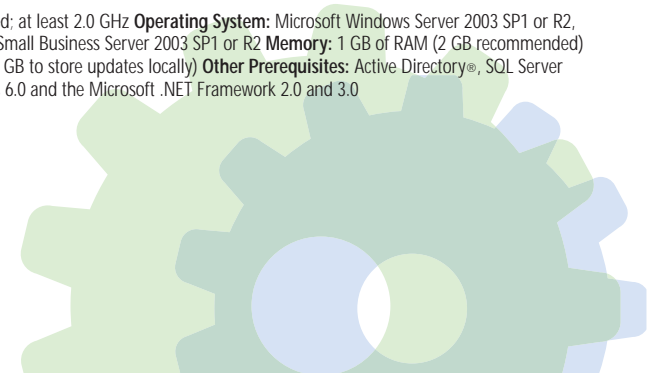 d; at least 2.0 GHz Operating System: Microsoft Windows Server 2003 SP1 or R2,
Small Business Server 2003 SP1 or R2 Memory: 1 GB of RAM (2 GB recommended)
GB to store updates locally) Other Prerequisites: Active Directory®, SQL Server
6.0 and the Microsoft .NET Framework 2.0 and 3.0